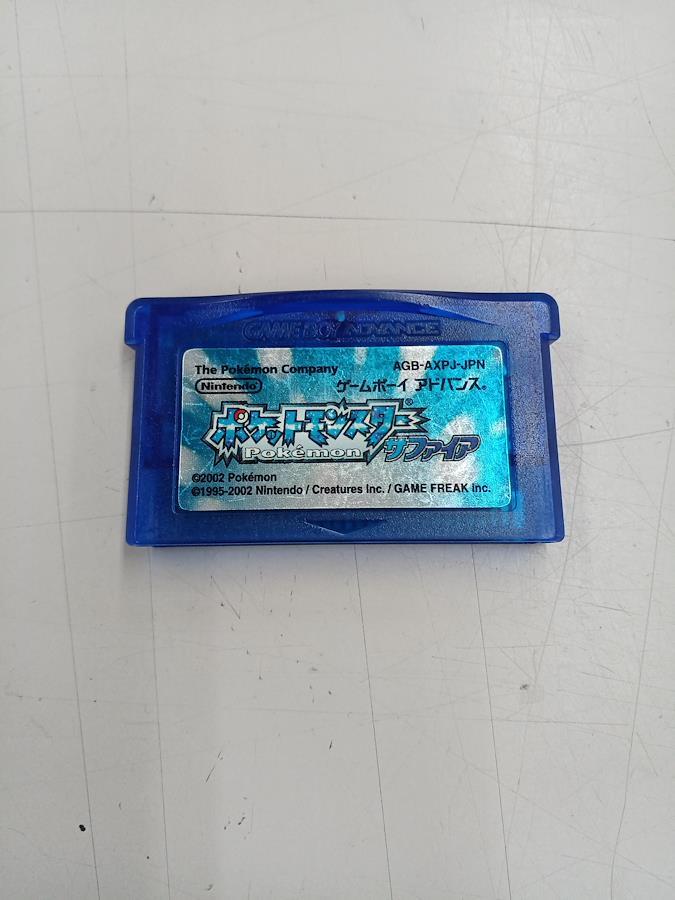 GAME BOY ADVANCE
The Pokémon Company
AGB-AXPJ-JPN
Nintendo
ゲームボーイ アドバンス®
ポケットモンスター®
Pokémon
サファイア
©2002 Pokémon
©1995-2002 Nintendo / Creatures inc. / GAME FREAK inc.